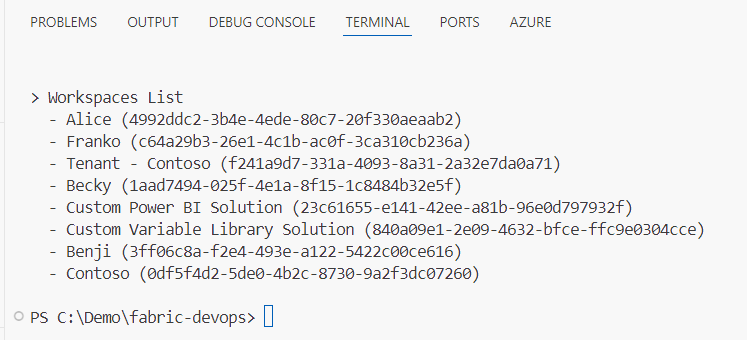 PROBLEMS OUTPUT DEBUG CONSOLE TERMINAL PORTS AZURE
> Workspaces List
- Alice (4992ddc2-3b4e-4ede-80c7-20f330aeaab2)
- Franko (c64a29b3-26e1-4c1b-ac0f-3ca310cb236a)
- Tenant - Contoso (f241a9d7-331a-4093-8a31-2a32e7da0a71)
- Becky (1aad7494-025f-4e1a-8f15-1c8484b32e5f)
- Custom Power BI Solution (23c61655-e141-42ee-a81b-96e0d797932f)
- Custom Variable Library Solution (840a09e1-2e09-4632-bfce-ffc9e0304cce)
- Benji (3ff06c8a-f2e4-493e-a122-5422c00ce616)
- Contoso (0df5f4d2-5de0-4b2c-8730-9a2f3dc07260)
PS C:\Demo\fabric-devops>